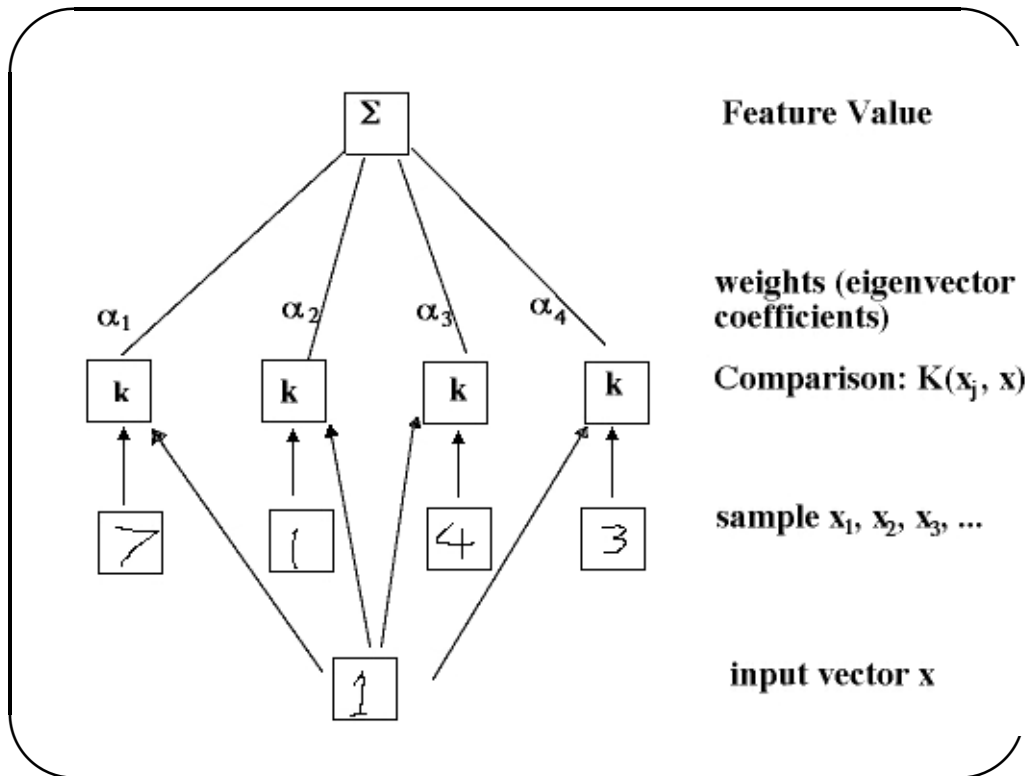 Σ
Feature Value
weights (eigenvector
coefficients)
α₁
α₂
α₃
α₄
k
k
k
k
Comparison: K(xⱼ, x)
7
1
4
3
sample x₁, x₂, x₃, ...
1
input vector x